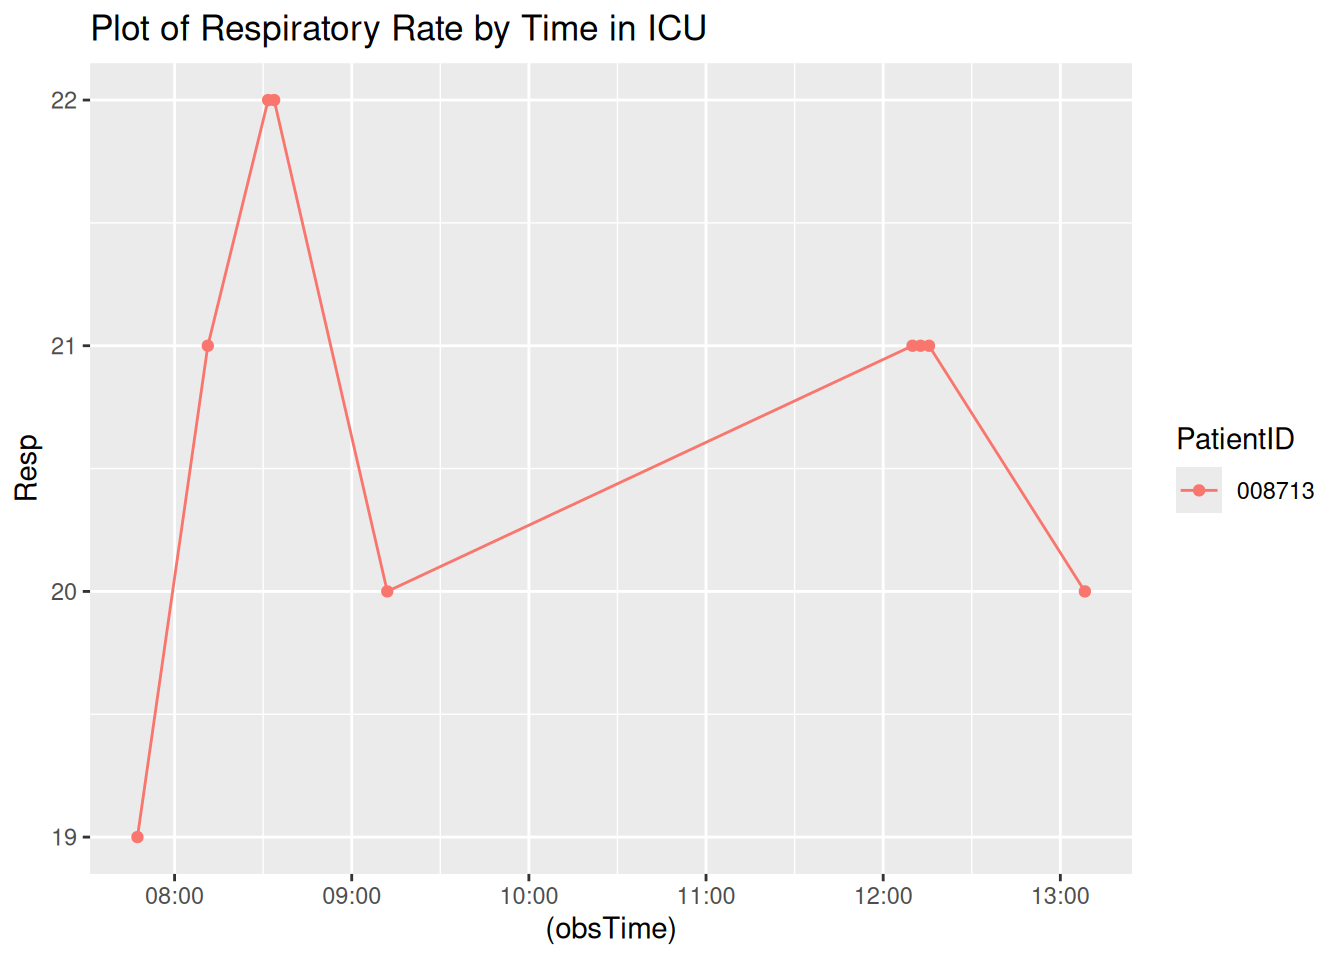 Plot of Respiratory Rate by Time in ICU
22
21
20
19
Resp
08:00 09:00 10:00 11:00 12:00 13:00
(obsTime)
PatientID
008713